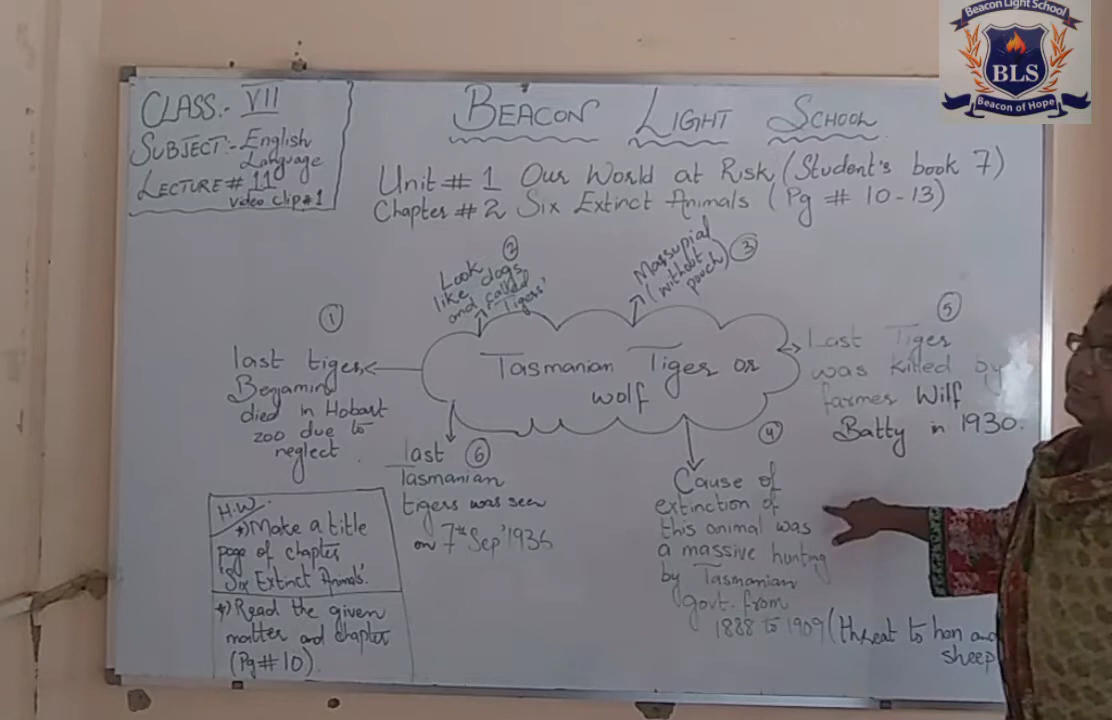 Beacon Light School
BLS
Beacon of Hope
CLASS:- VII
SUBJECT:- English
Language
LECTURE# 11
video clip#1
BEACON LIGHT SCHOOL
Unit # 1 Our World at Risk (Student's book 7)
Chapter # 2 Six Extinct Animals (Pg # 10-13)
1
last tiger
Benjamin
died in Hobart
zoo due to
neglect.
2
Look
like dogs
and called
'Tigers'
Massupial 3
(without
pouch)
Tasmanian Tiger or
wolf
4
Cause of
extinction of
this animal was
a massive hunting
by Tasmanian
govt. from
1888 to 1909 (threat to hen and
sheep
5
Last Tiger
was killed by
farmer Wilf
Batty in 1930.
last 6
Tasmanian
tigers was seen
on 7th Sep'1936
H.W
*) Make a title
page of chapter
'Six Extinct Animals'.
*) Read the given
matter and chapter
(Pg#10).